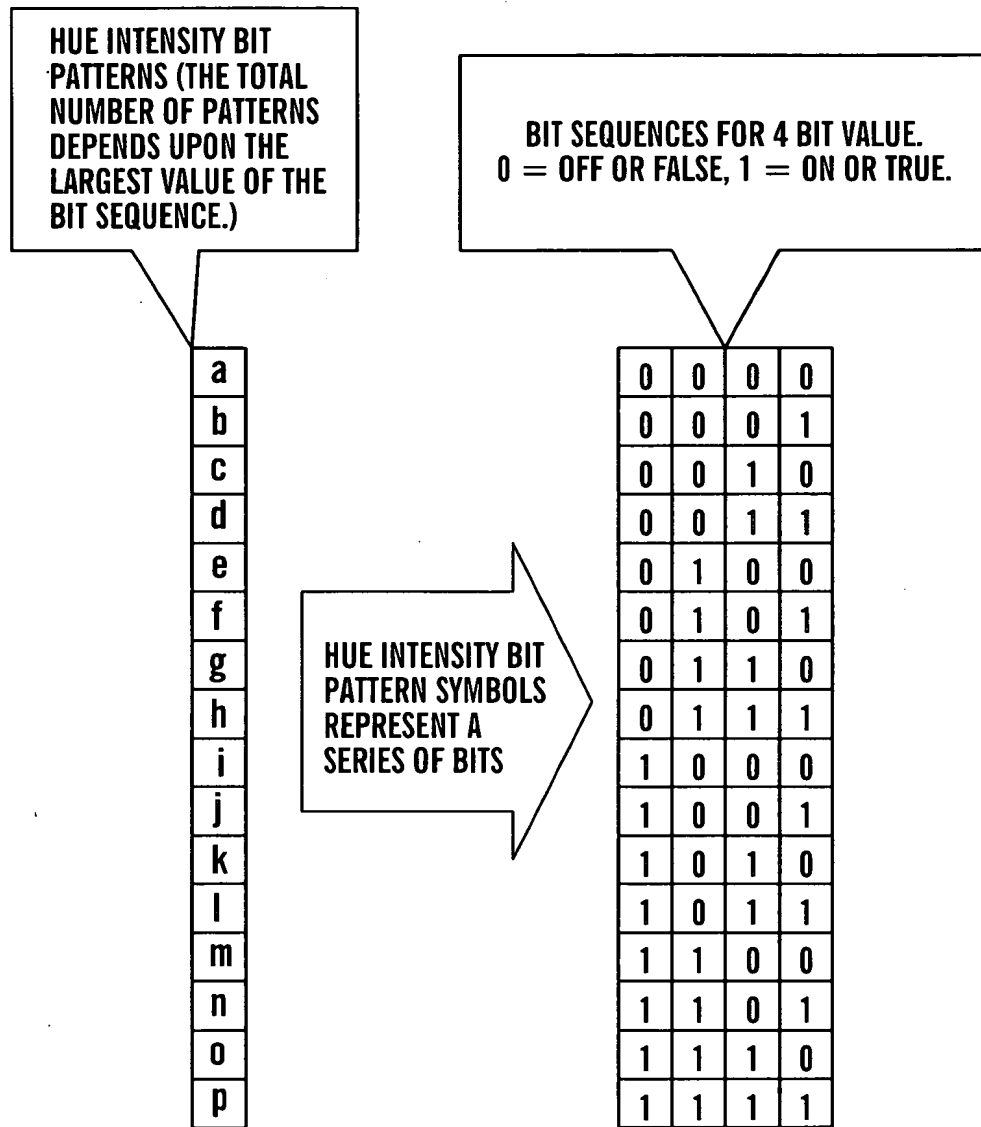 HUE INTENSITY BIT
PATTERNS (THE TOTAL
NUMBER OF PATTERNS
DEPENDS UPON THE
LARGEST VALUE OF THE
BIT SEQUENCE.)
BIT SEQUENCES FOR 4 BIT VALUE.
0 = OFF OR FALSE, 1 = ON OR TRUE.
a 0 0 0 0
b 0 0 0 1
c 0 0 1 0
d 0 0 1 1
e 0 1 0 0
f 0 1 0 1
g 0 1 1 0
h 0 1 1 1
i 1 0 0 0
j 1 0 0 1
k 1 0 1 0
l 1 0 1 1
m 1 1 0 0
n 1 1 0 1
o 1 1 1 0
p 1 1 1 1
HUE INTENSITY BIT
PATTERN SYMBOLS
REPRESENT A
SERIES OF BITS